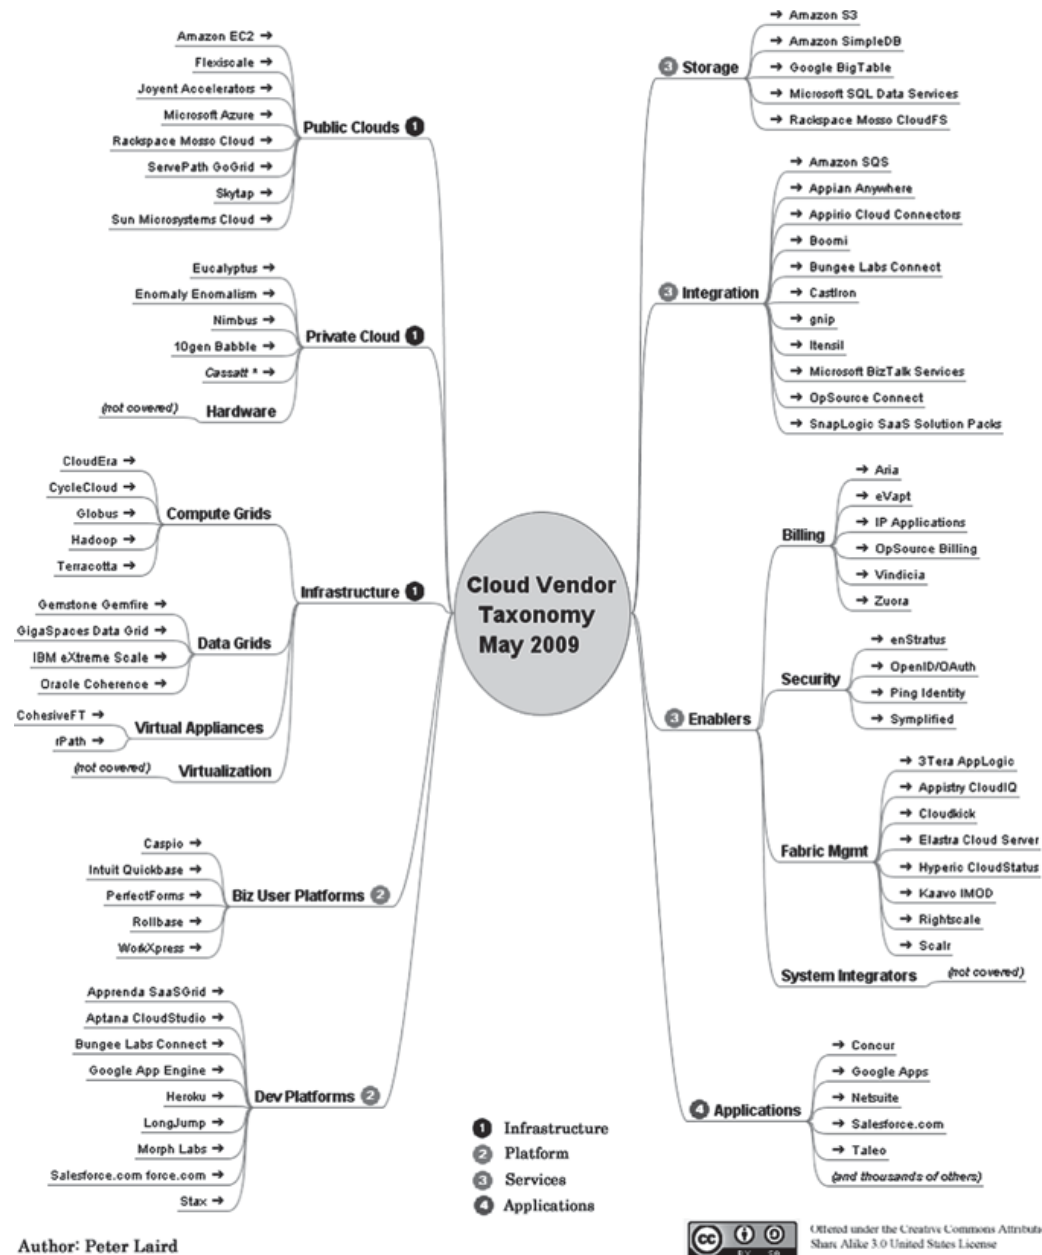 Amazon EC2 ➔
Flexiscale ➔
Joyent Accelerators ➔
Microsoft Azure ➔
Rackspace Mosso Cloud ➔
ServePath GoGrid ➔
Skytap ➔
Sun Microsystems Cloud ➔
Public Clouds 1
Eucalyptus ➔
Enomaly Enomalism ➔
Nimbus ➔
10gen Babble ➔
Cassatt * ➔
(not covered) Hardware
Private Cloud 1
CloudEra ➔
CycleCloud ➔
Globus ➔
Hadoop ➔
Terracotta ➔
Compute Grids
Gemstone Gemfire ➔
GigaSpaces Data Grid ➔
IBM eXtreme Scale ➔
Oracle Coherence ➔
Data Grids
CohesiveFT ➔
rPath ➔
Virtual Appliances
(not covered) Virtualization
Infrastructure 1
Caspio ➔
Intuit Quickbase ➔
PerfectForms ➔
Rollbase ➔
WorkXpress ➔
Biz User Platforms 2
Apprenda SaaSGrid ➔
Aptana CloudStudio ➔
Bungee Labs Connect ➔
Google App Engine ➔
Heroku ➔
LongJump ➔
Morph Labs ➔
Salesforce.com force.com ➔
Stax ➔
Dev Platforms 2
Cloud Vendor
Taxonomy
May 2009
3 Storage
➔ Amazon S3
➔ Amazon SimpleDB
➔ Google BigTable
➔ Microsoft SQL Data Services
➔ Rackspace Mosso CloudFS
3 Integration
➔ Amazon SQS
➔ Appian Anywhere
➔ Appirio Cloud Connectors
➔ Boomi
➔ Bungee Labs Connect
➔ CastIron
➔ gnip
➔ Itensil
➔ Microsoft BizTalk Services
➔ OpSource Connect
➔ SnapLogic SaaS Solution Packs
3 Enablers
Billing
➔ Aria
➔ eVapt
➔ IP Applications
➔ OpSource Billing
➔ Vindicia
➔ Zuora
Security
➔ enStratus
➔ OpenID/OAuth
➔ Ping Identity
➔ Symplified
Fabric Mgmt
➔ 3Tera AppLogic
➔ Appistry CloudIQ
➔ Cloudkick
➔ Elastra Cloud Server
➔ Hyperic CloudStatus
➔ Kaavo IMOD
➔ Rightscale
➔ Scalr
System Integrators (not covered)
4 Applications
➔ Concur
➔ Google Apps
➔ Netsuite
➔ Salesforce.com
➔ Taleo
(and thousands of others)
1 Infrastructure
2 Platform
3 Services
4 Applications
Author: Peter Laird
cc
BY SA
Offered under the Creative Commons
Share Alike 3.0 United States License